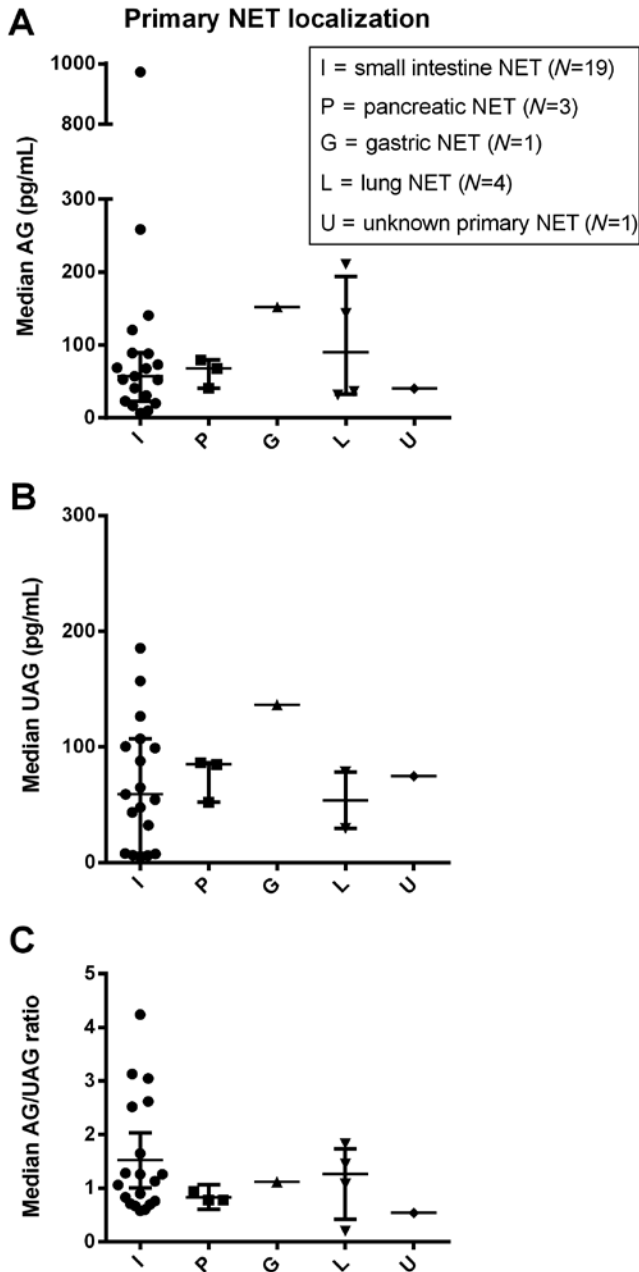 A
Primary NET localization
I = small intestine NET (N=19)
P = pancreatic NET (N=3)
G = gastric NET (N=1)
L = lung NET (N=4)
U = unknown primary NET (N=1)
Median AG (pg/mL)
1000
800
300
200
100
0
I P G L U
B
Median UAG (pg/mL)
300
200
100
0
I P G L U
C
Median AG/UAG ratio
5
4
3
2
1
0
I P G L U